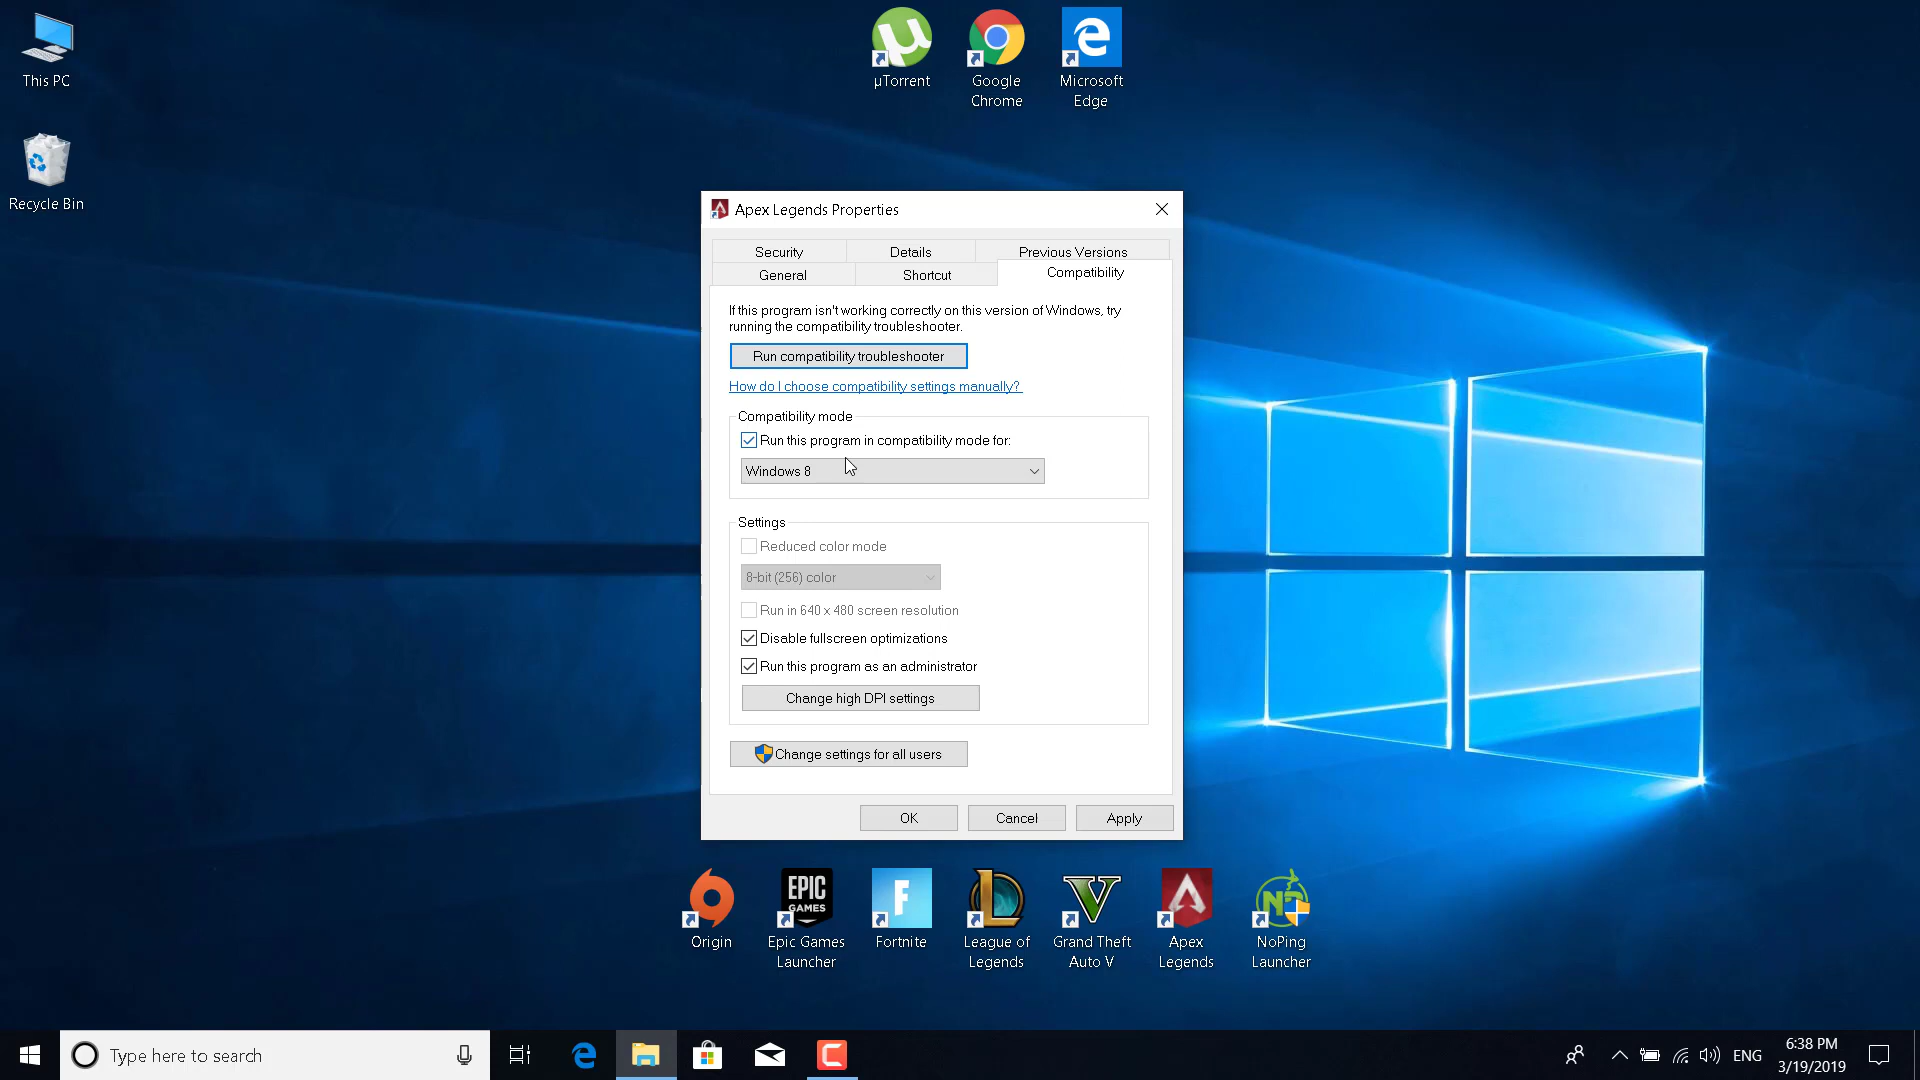 This PC
Recycle Bin
µTorrent
Google
Chrome
Microsoft
Edge
Apex Legends Properties
Security
Details
Previous Versions
General
Shortcut
Compatibility
If this program isn't working correctly on this version of Windows, try
running the compatibility troubleshooter.
Run compatibility troubleshooter
How do I choose compatibility settings manually?
Compatibility mode
Run this program in compatibility mode for:
Windows 8
Settings
Reduced color mode
8-bit (256) color
Run in 640 x 480 screen resolution
Disable fullscreen optimizations
Run this program as an administrator
Change high DPI settings
Change settings for all users
OK
Cancel
Apply
EPIC
GAMES
Origin
Epic Games
Launcher
Fortnite
League of
Legends
Grand Theft
Auto V
Apex
Legends
NoPing
Launcher
Type here to search
ENG
6:38 PM
3/19/2019